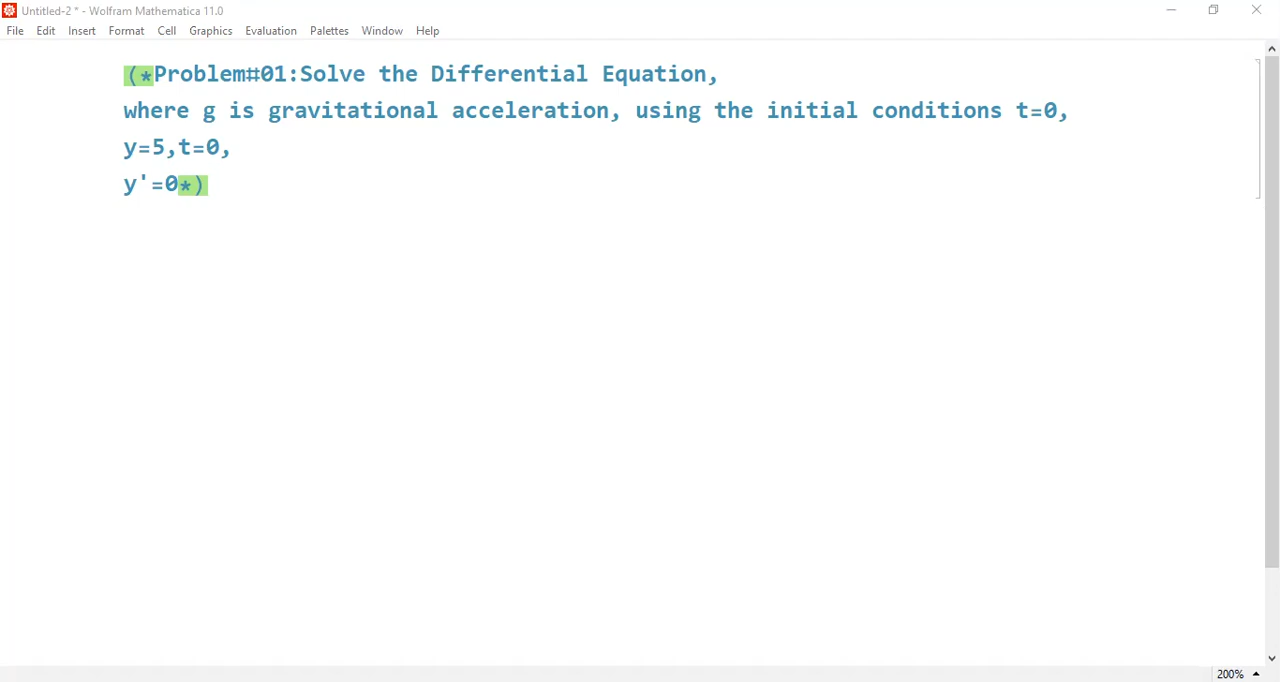 Untitled-2 * - Wolfram Mathematica 11.0
File Edit Insert Format Cell Graphics Evaluation Palettes Window Help
(*Problem#01:Solve the Differential Equation,
where g is gravitational acceleration, using the initial conditions t=0,
y=5,t=0,
y'=0*)
200%